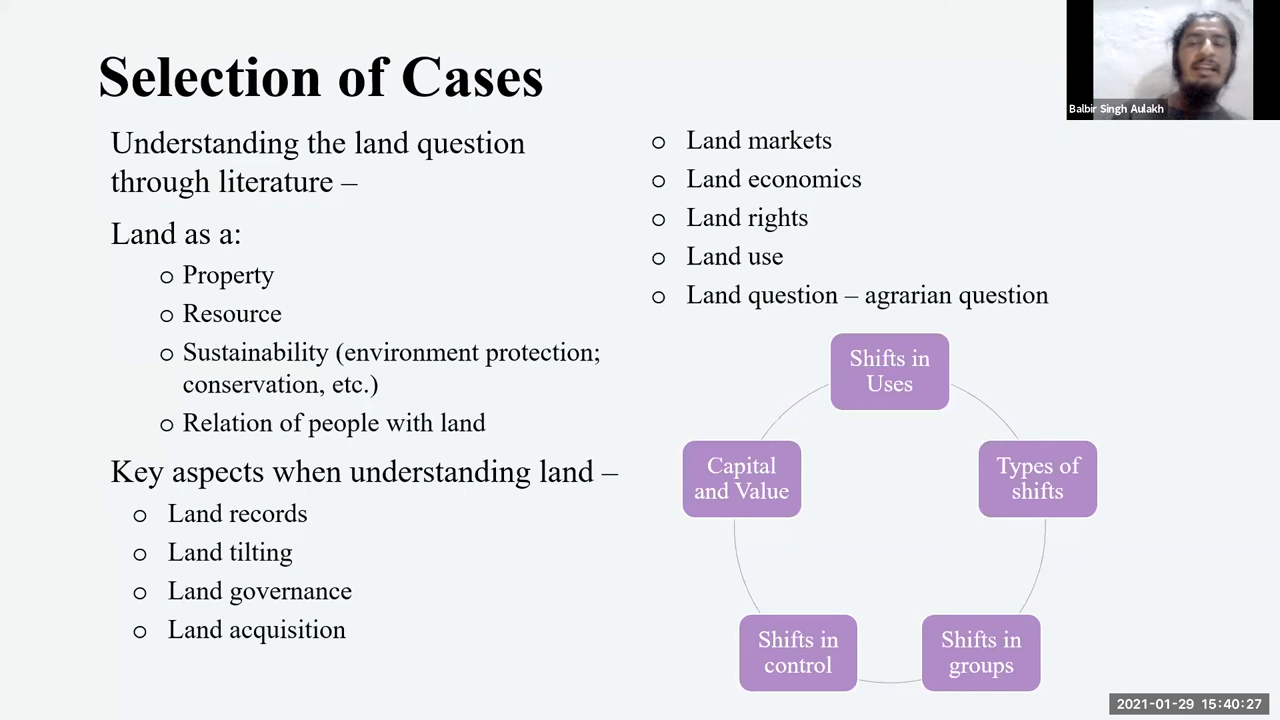 Selection of Cases
Understanding the land question
through literature –
Land as a:
o Property
o Resource
o Sustainability (environment protection;
conservation, etc.)
o Relation of people with land
Key aspects when understanding land –
o Land records
o Land tilting
o Land governance
o Land acquisition
o Land markets
o Land economics
o Land rights
o Land use
o Land question – agrarian question
Shifts in
Uses
Types of
shifts
Shifts in
groups
Shifts in
control
Capital
and Value
Balbir Singh Aulakh
2021-01-29 15:40:27